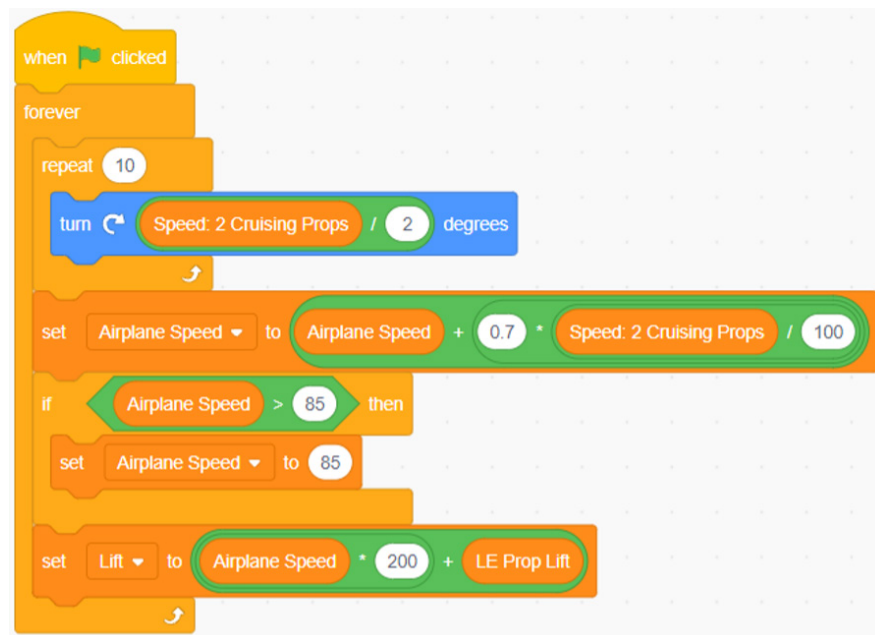 when clicked
forever
repeat 10
turn Speed: 2 Cruising Props / 2 degrees
set Airplane Speed to Airplane Speed + 0.7 * Speed: 2 Cruising Props / 100
if Airplane Speed > 85 then
set Airplane Speed to 85
set Lift to Airplane Speed * 200 + LE Prop Lift